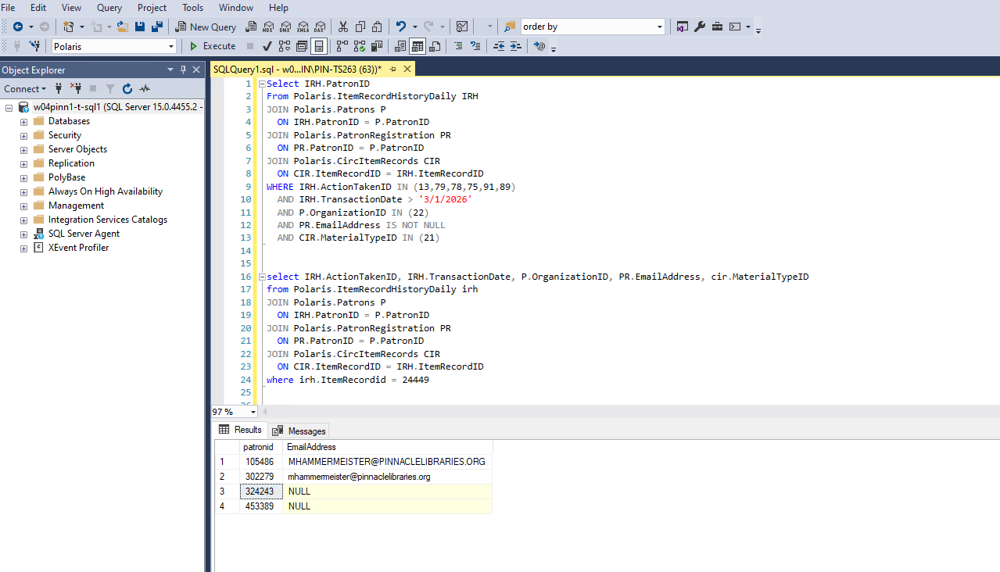 File Edit View Query Project Tools Window Help
New Query MDX DMX XMLA DAX order by
Polaris Execute
Object Explorer
Connect
w04pinn1-t-sql1 (SQL Server 15.0.4455.2 -
Databases
Security
Server Objects
Replication
PolyBase
Always On High Availability
Management
Integration Services Catalogs
SQL Server Agent
XEvent Profiler
SQLQuery1.sql - w0...IN\PIN-TS263 (63))*
1 Select IRH.PatronID
2 From Polaris.ItemRecordHistoryDaily IRH
3 JOIN Polaris.Patrons P
4 ON IRH.PatronID = P.PatronID
5 JOIN Polaris.PatronRegistration PR
6 ON PR.PatronID = P.PatronID
7 JOIN Polaris.CircItemRecords CIR
8 ON CIR.ItemRecordID = IRH.ItemRecordID
9 WHERE IRH.ActionTakenID IN (13,79,78,75,91,89)
10 AND IRH.TransactionDate > '3/1/2026'
11 AND P.OrganizationID IN (22)
12 AND PR.EmailAddress IS NOT NULL
13 AND CIR.MaterialTypeID IN (21)
14
15
16 select IRH.ActionTakenID, IRH.TransactionDate, P.OrganizationID, PR.EmailAddress, cir.MaterialTypeID
17 from Polaris.ItemRecordHistoryDaily irh
18 JOIN Polaris.Patrons P
19 ON IRH.PatronID = P.PatronID
20 JOIN Polaris.PatronRegistration PR
21 ON PR.PatronID = P.PatronID
22 JOIN Polaris.CircItemRecords CIR
23 ON CIR.ItemRecordID = IRH.ItemRecordID
24 where irh.ItemRecordid = 24449
25
97 %
Results Messages
patronid EmailAddress
1 105486 MHAMMERMEISTER@PINNACLELIBRARIES.ORG
2 302279 mhammermeister@pinnaclelibraries.org
3 324243 NULL
4 453389 NULL